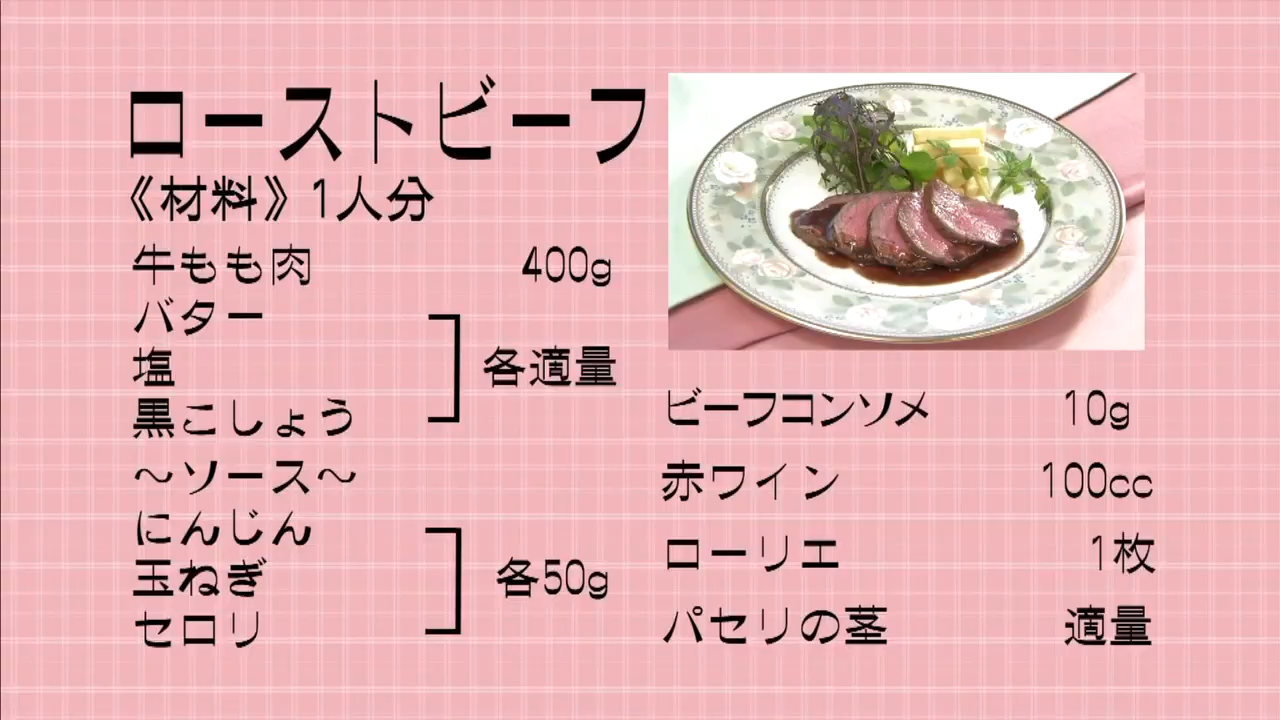 ローストビーフ
《材料》1人分
牛もも肉 400g
バター
塩 各適量
黒こしょう
～ソース～
にんじん
玉ねぎ 各50g
セロリ
ビーフコンソメ 10g
赤ワイン 100cc
ローリエ 1枚
パセリの茎 適量